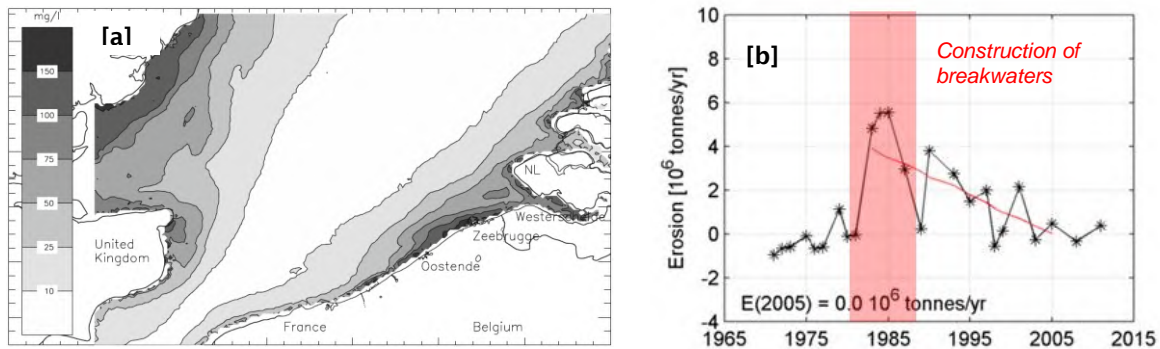 mg/l
[a]
150
100
75
50
25
10
United
Kingdom
NL
Westerschelde
Zeebrugge
Oostende
France
Belgium
[b]
Construction of
breakwaters
Erosion [10⁶ tonnes/yr]
10
8
6
4
2
0
-2
-4
E(2005) = 0.0 10⁶ tonnes/yr
1965
1975
1985
1995
2005
2015